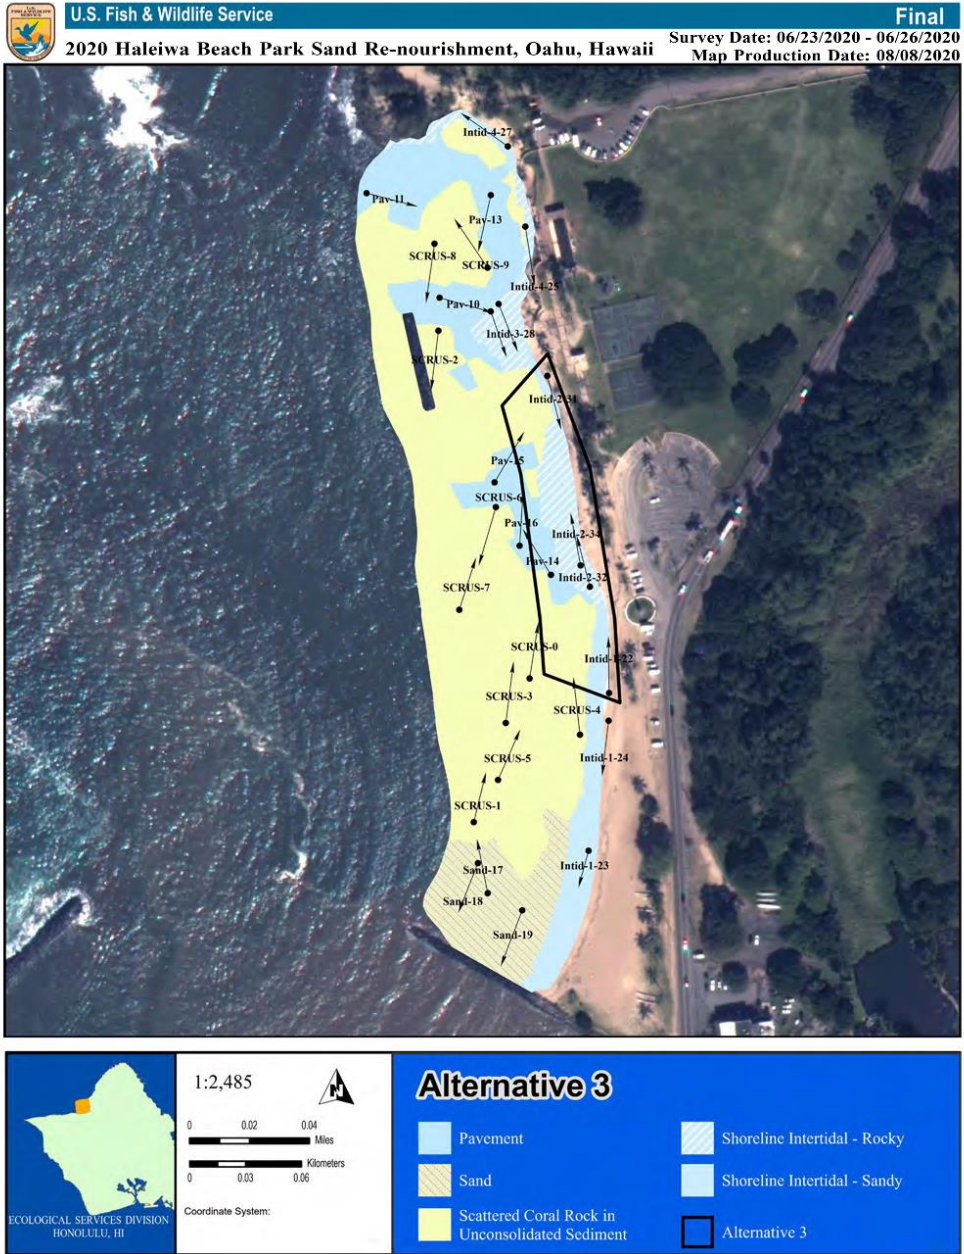 U.S.
FISH & WILDLIFE
SERVICE
U.S. Fish & Wildlife Service
Final
2020 Haleiwa Beach Park Sand Re-nourishment, Oahu, Hawaii
Survey Date: 06/23/2020 - 06/26/2020
Map Production Date: 08/08/2020
Intid-4-27
Pav-11
Pav-13
SCRUS-8
SCRUS-9
Intid-4-25
Pav-10
Intid-3-28
SCRUS-2
Intid-2-31
Pav-15
SCRUS-6
Pav-16
Intid-2-34
Pav-14
Intid-2-32
SCRUS-7
SCRUS-0
Intid-1-22
SCRUS-3
SCRUS-4
SCRUS-5
Intid-1-24
SCRUS-1
Intid-1-23
Sand-17
Sand-18
Sand-19
ECOLOGICAL SERVICES DIVISION
HONOLULU, HI
1:2,485
N
0 0.02 0.04
Miles
Kilometers
0 0.03 0.06
Coordinate System:
Alternative 3
Pavement
Sand
Scattered Coral Rock in
Unconsolidated Sediment
Shoreline Intertidal - Rocky
Shoreline Intertidal - Sandy
Alternative 3